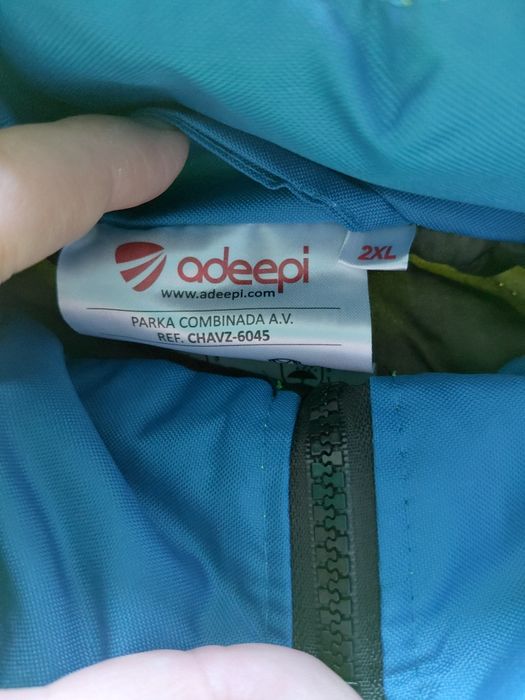 adeepi
2XL
www.adeepi.com
PARKA COMBINADA A.V.
REF. CHAVZ-6045